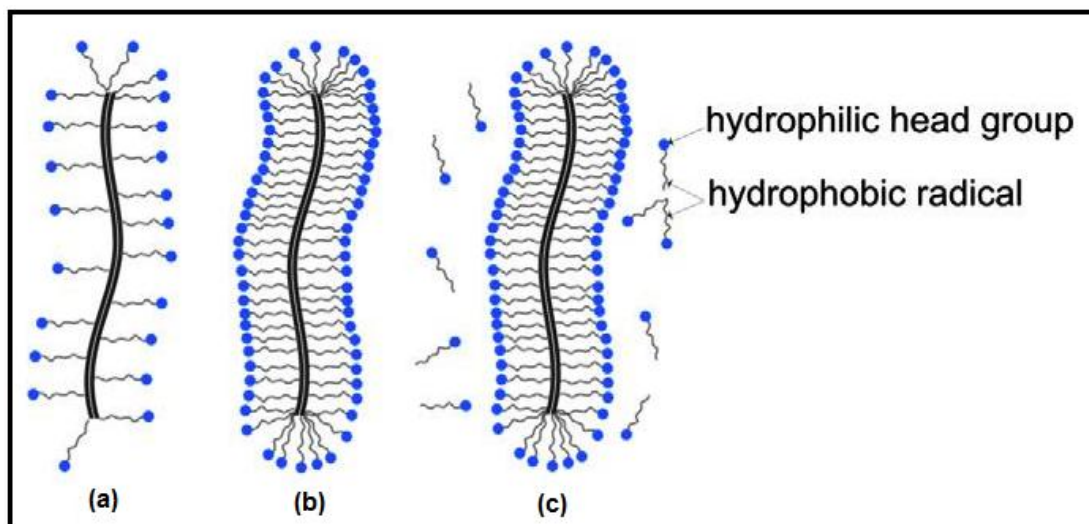 hydrophilic head group
hydrophobic radical
(a)
(b)
(c)